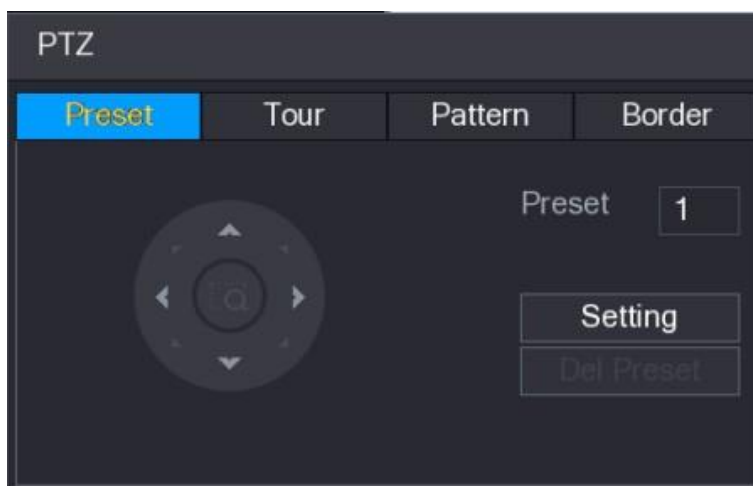 PTZ
Preset Tour Pattern Border
Preset 1
Setting
Del Preset